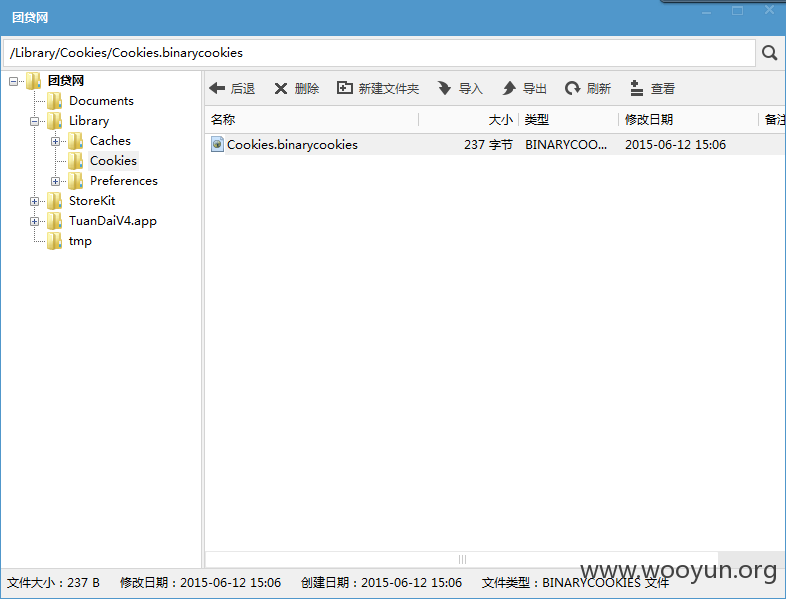 团贷网
/Library/Cookies/Cookies.binarycookies
团贷网
Documents
Library
Caches
Cookies
Preferences
StoreKit
TuanDaiV4.app
tmp
后退 删除 新建文件夹 导入 导出 刷新 查看
名称 大小 类型 修改日期 备注
Cookies.binarycookies 237 字节 BINARYCOO... 2015-06-12 15:06
www.wooyun.org
文件大小：237 B 修改日期：2015-06-12 15:06 创建日期：2015-06-12 15:06 文件类型：BINARYCOOKIES 文件